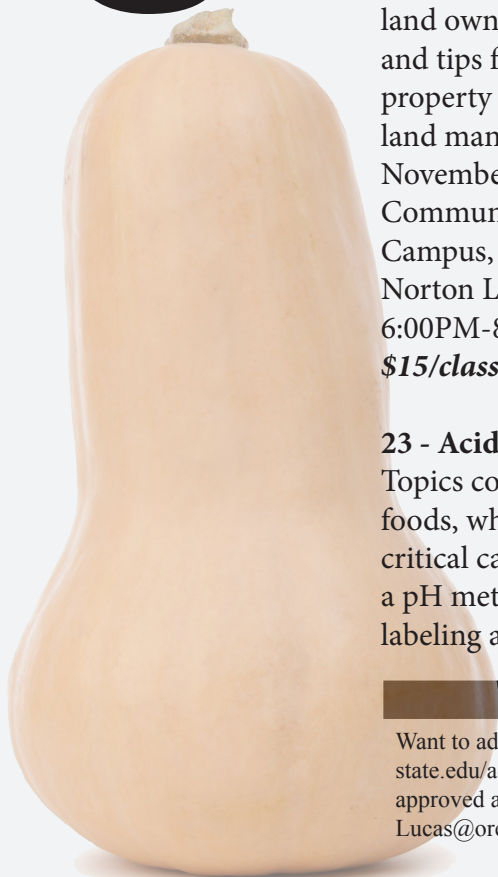 land own
and tips f
property
land man
Novembe
Commun
Campus,
Norton L
6:00PM-8
$15/class
23 - Acid
Topics co
foods, wh
critical ca
a pH met
labeling a
Want to ad
state.edu/a
approved a
Lucas@or